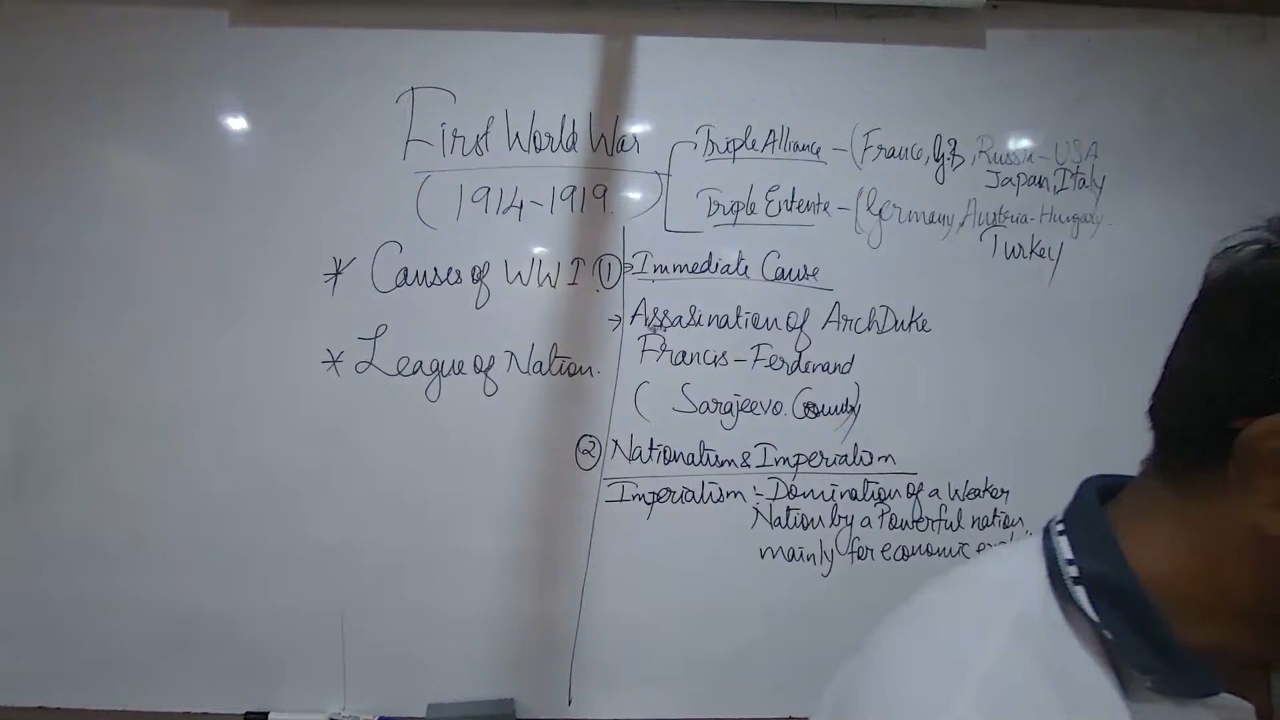 First World War
(1914-1919.)
Triple Alliance - (France, G.B, Russia - USA
Japan, Italy
Triple Entente - (Germany, Austria-Hungary.
Turkey
* Causes of WWI
* League of Nation.
① Immediate Cause
→ Assasination of ArchDuke
Francis - Ferdinand
( Sarajeevo.
② Nationalism & Imperialism
Imperialism :- Domination of a Weaker
Nation by a Powerful nation,
mainly for economic